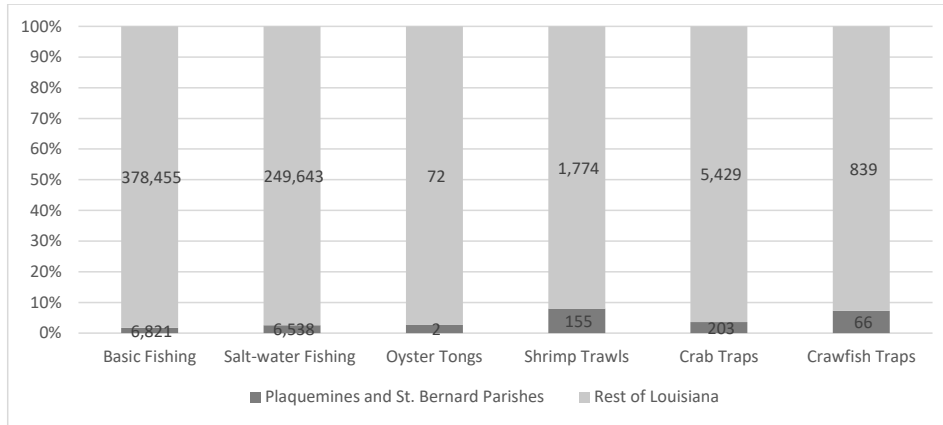 100%
90%
80%
70%
60%
50%
40%
30%
20%
10%
0%
378,455 249,643 72 1,774 5,429 839
6,821 6,538 2 155 203 66
Basic Fishing Salt-water Fishing Oyster Tongs Shrimp Trawls Crab Traps Crawfish Traps
Plaquemines and St. Bernard Parishes Rest of Louisiana